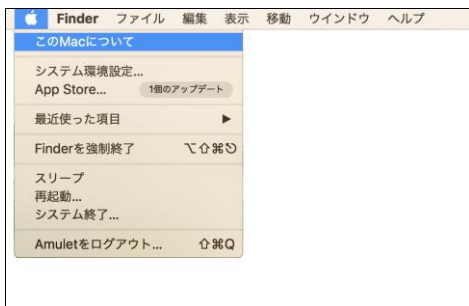 Finder ファイル 編集 表示 移動 ウインドウ ヘルプ
このMacについて
システム環境設定...
App Store... 1個のアップデート
最近使った項目 ▶
Finderを強制終了 ⌥⇧⌘⎋
スリープ
再起動...
システム終了...
Amuletをログアウト... ⇧⌘Q